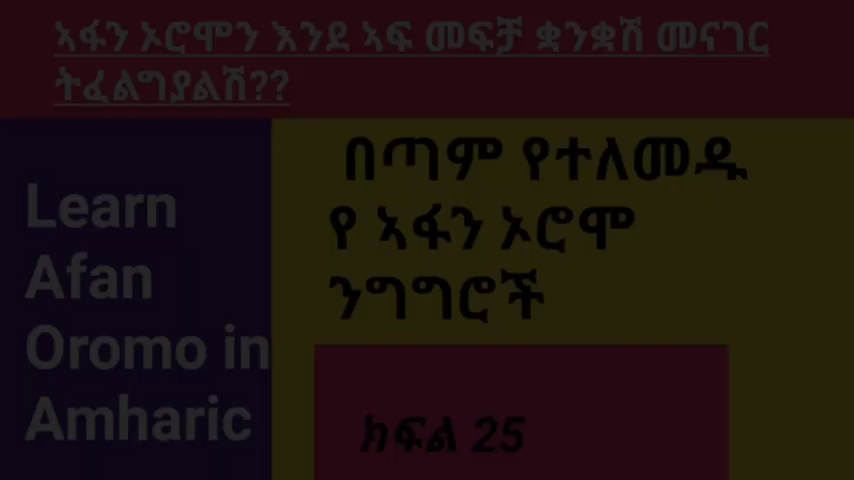 ኣፋን ኦሮሞን እንደ ኣፍ መፍቻ ቋንቋሽ መናገር
ትፈልግያልሽ??
Learn
Afan
Oromo in
Amharic
በጣም የተለመዱ
የ ኣፋን ኦሮሞ
ንግግሮች
ክፍል 25